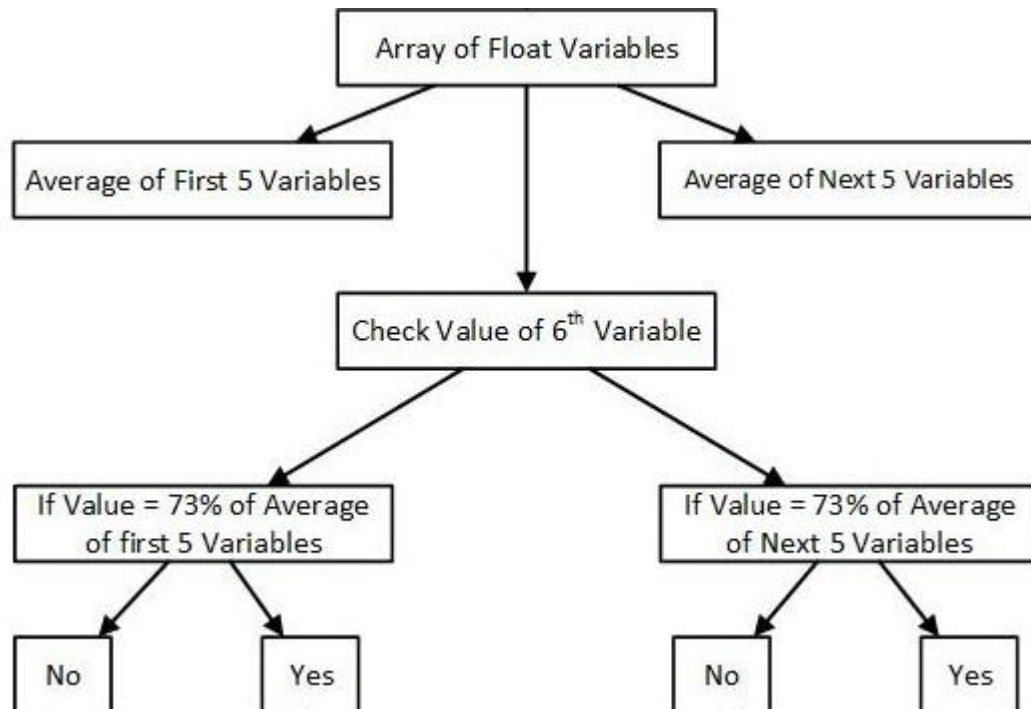 Array of Float Variables
Average of First 5 Variables
Average of Next 5 Variables
Check Value of 6th Variable
If Value = 73% of Average
of first 5 Variables
If Value = 73% of Average
of Next 5 Variables
No
Yes
No
Yes